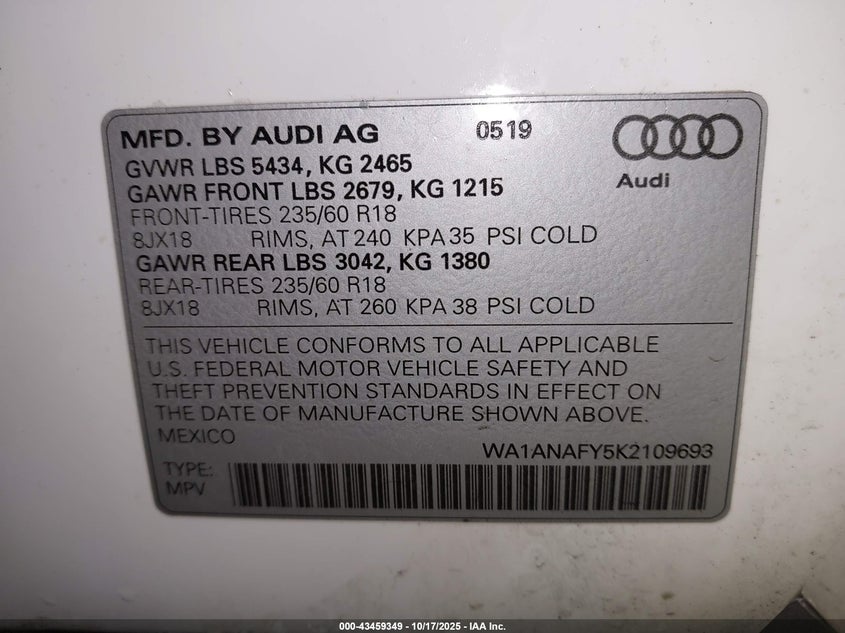 MFD. BY AUDI AG 0519
Audi
GVWR LBS 5434, KG 2465
GAWR FRONT LBS 2679, KG 1215
FRONT-TIRES 235/60 R18
8JX18 RIMS, AT 240 KPA 35 PSI COLD
GAWR REAR LBS 3042, KG 1380
REAR-TIRES 235/60 R18
8JX18 RIMS, AT 260 KPA 38 PSI COLD
THIS VEHICLE CONFORMS TO ALL APPLICABLE
U.S. FEDERAL MOTOR VEHICLE SAFETY AND
THEFT PREVENTION STANDARDS IN EFFECT ON
THE DATE OF MANUFACTURE SHOWN ABOVE.
MEXICO
WA1ANAFY5K2109693
TYPE:
MPV
000-43459349 - 10/17/2025 - IAA Inc.